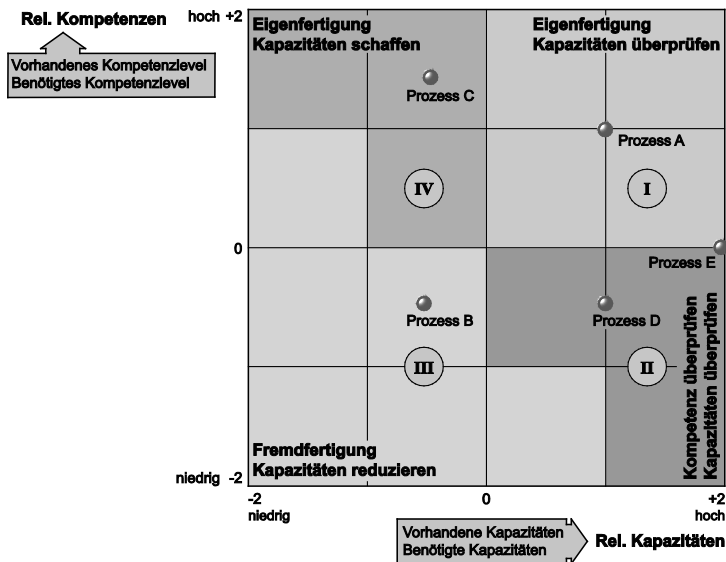 Rel. Kompetenzen
Vorhandenes Kompetenzlevel
Benötigtes Kompetenzlevel
hoch +2
Eigenfertigung
Kapazitäten schaffen
Eigenfertigung
Kapazitäten überprüfen
Prozess C
Prozess A
IV
I
0
Prozess E
Prozess B
Prozess D
III
II
Kompetenz überprüfen
Kapazitäten überprüfen
Fremdfertigung
Kapazitäten reduzieren
niedrig -2
-2
0
+2
niedrig
hoch
Vorhandene Kapazitäten
Benötigte Kapazitäten
Rel. Kapazitäten